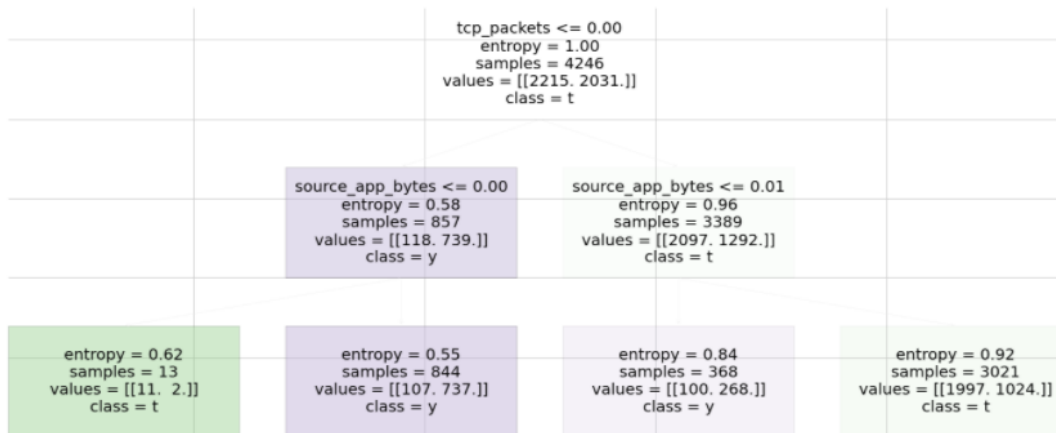 tcp_packets <= 0.00
entropy = 1.00
samples = 4246
values = [[2215. 2031.]]
class = t
source_app_bytes <= 0.00
entropy = 0.58
samples = 857
values = [[118. 739.]]
class = y
source_app_bytes <= 0.01
entropy = 0.96
samples = 3389
values = [[2097. 1292.]]
class = t
entropy = 0.62
samples = 13
values = [[11.  2.]]
class = t
entropy = 0.55
samples = 844
values = [[107. 737.]]
class = y
entropy = 0.84
samples = 368
values = [[100. 268.]]
class = y
entropy = 0.92
samples = 3021
values = [[1997. 1024.]]
class = t